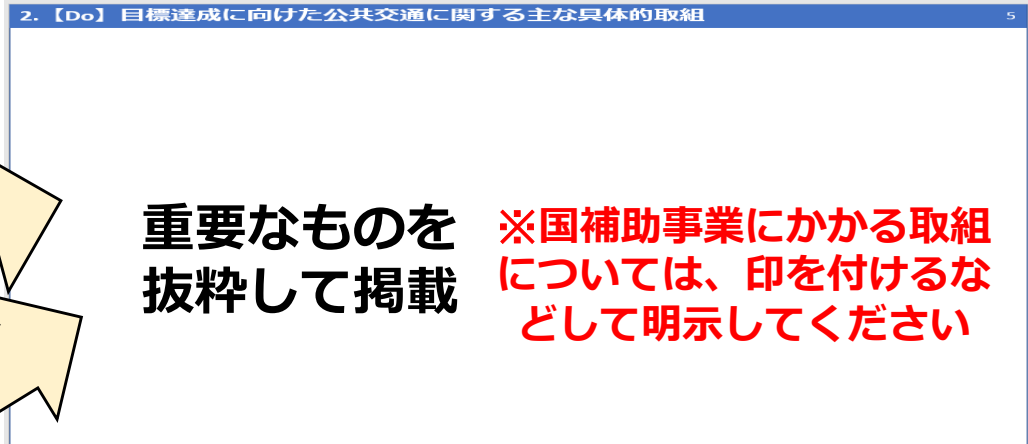 2.【Do】目標達成に向けた公共交通に関する主な具体的取組
5
重要なものを
抜粋して掲載
※国補助事業にかかる取組
については、印を付けるな
どして明示してください